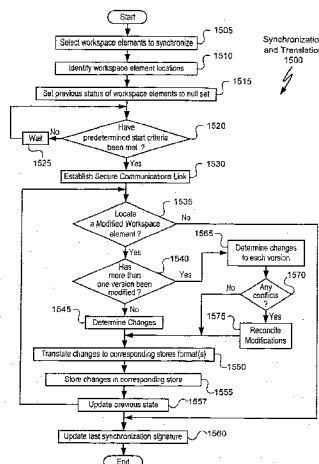 Start
1505
Select workspace elements to synchronize
Synchronization
and Translation
1500
1510
Identify workspace element locations
1515
Set previous status of workspace elements to null set
No
Have
predetermined start criteria
been met ?
1520
Wait
1525
Yes
1530
Establish Secure Communications Link
1535
Locate
a Modified Workspace
element ?
No
1565
Determine changes
to each version
Yes
1540
Has
more than
one version been
modified ?
Yes
1570
Any
conflicts
?
No
No
1545
Determine Changes
Yes
1575
Reconcile
Modifications
Translate changes to corresponding stores format(s)
1550
Store changes in corresponding store
1555
Update previous state
1557
Update last synchronization signature
1560
End